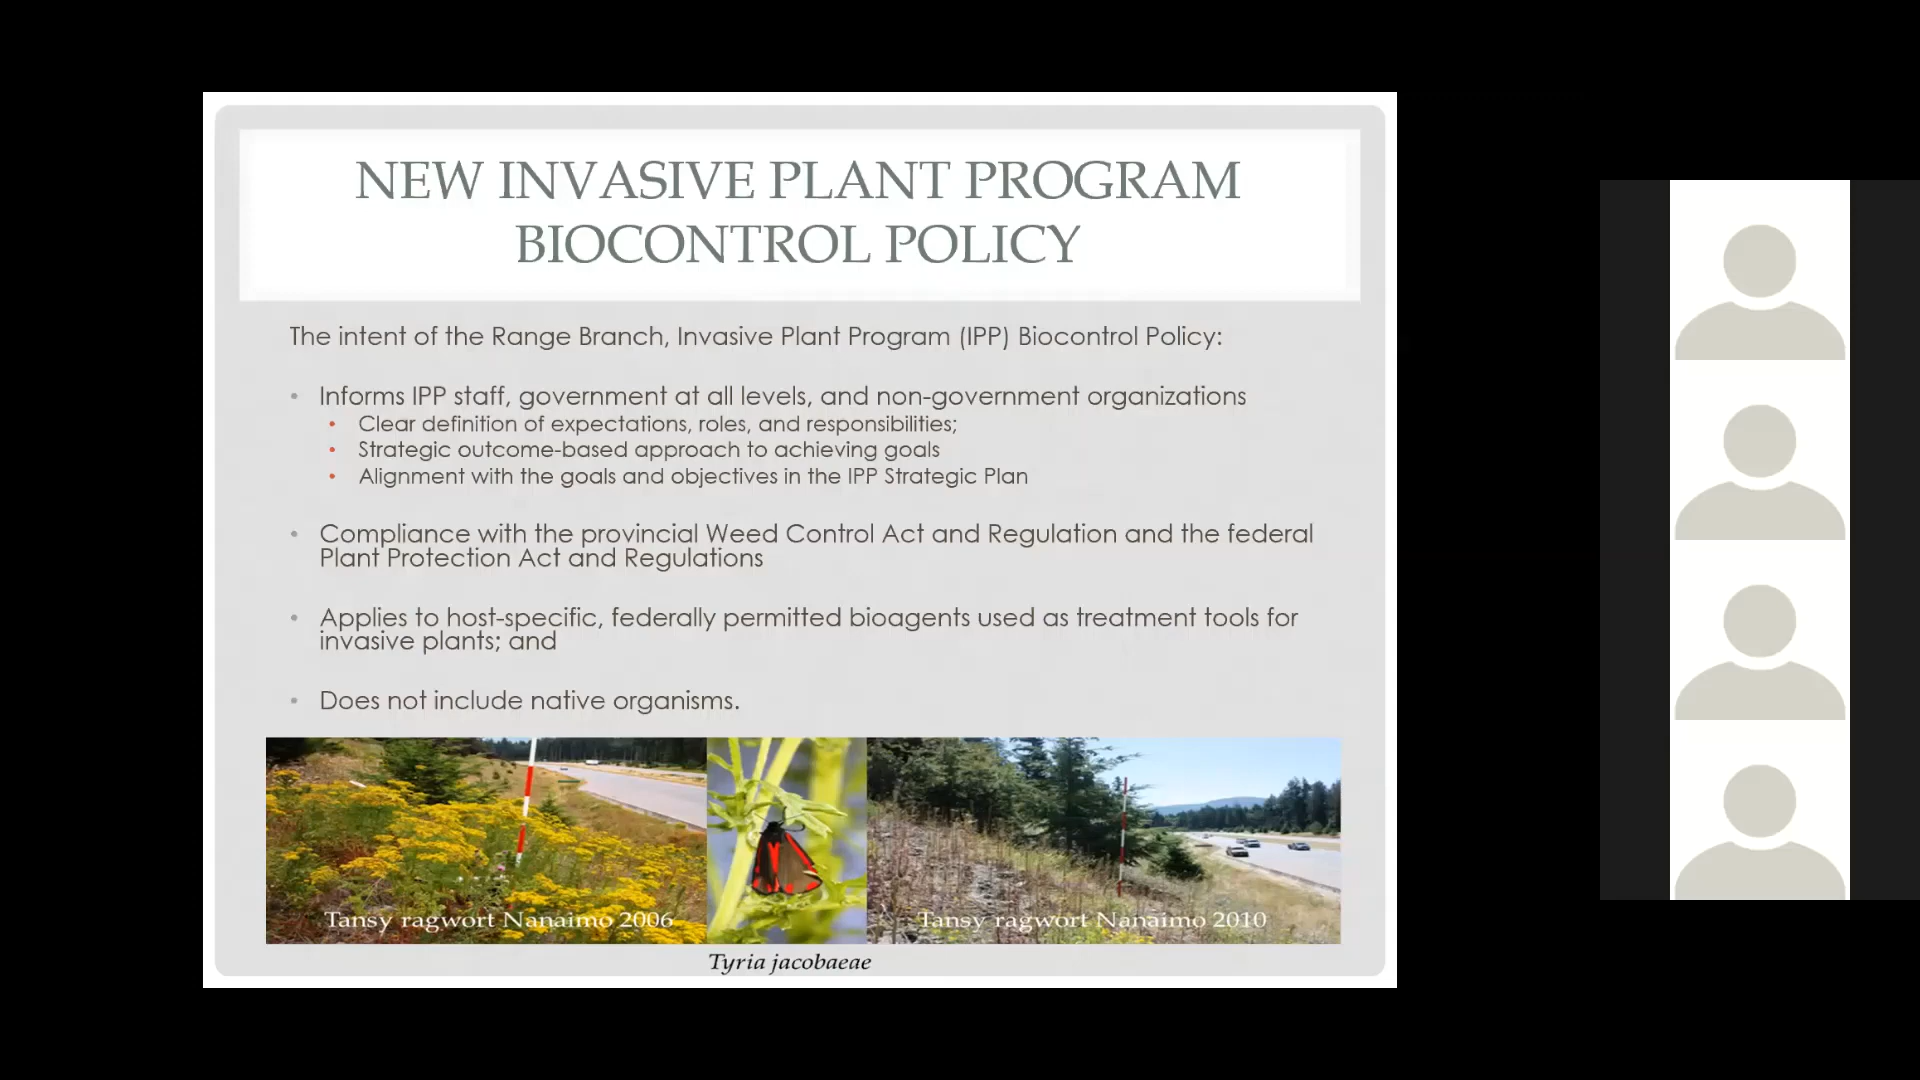 NEW INVASIVE PLANT PROGRAM
BIOCONTROL POLICY
The intent of the Range Branch, Invasive Plant Program (IPP) Biocontrol Policy:
• Informs IPP staff, government at all levels, and non-government organizations
• Clear definition of expectations, roles, and responsibilities;
• Strategic outcome-based approach to achieving goals
• Alignment with the goals and objectives in the IPP Strategic Plan
• Compliance with the provincial Weed Control Act and Regulation and the federal
Plant Protection Act and Regulations
• Applies to host-specific, federally permitted bioagents used as treatment tools for
invasive plants; and
• Does not include native organisms.
Tansy ragwort Nanaimo 2006
Tansy ragwort Nanaimo 2010
Tyria jacobaeae